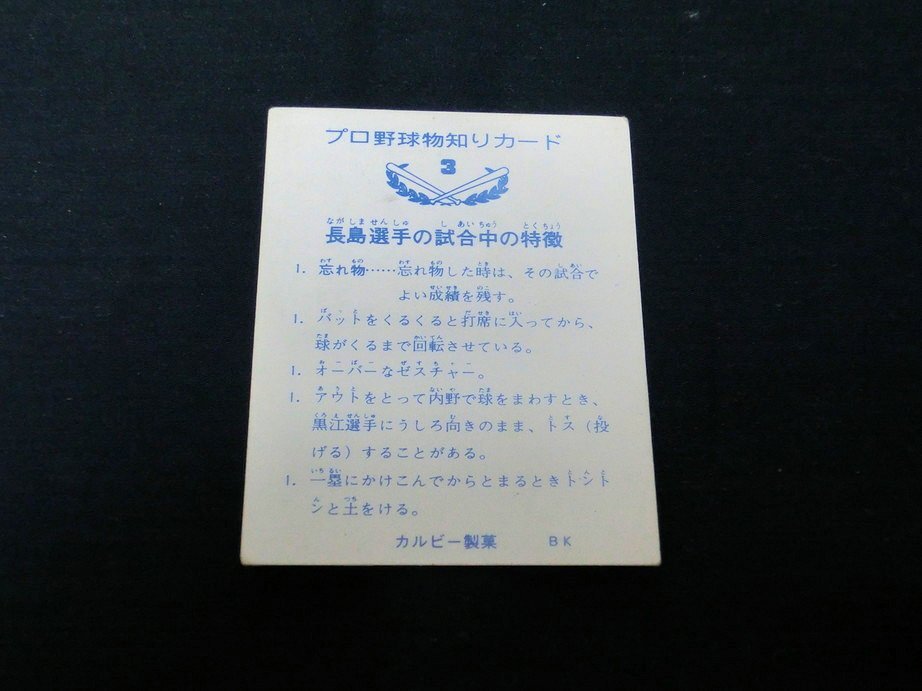 プロ野球物知りカード
3
長島選手の試合中の特徴
1. 忘れ物……忘れ物した時は、その試合で
よい成績を残す。
1. バットをくるくると打席に入ってから、
球がくるまで回転させている。
1. オーバーなゼスチャー。
1. アウトをとって内野で球をまわすとき、
黒江選手にうしろ向きのまま、トス（投
げる）することがある。
1. 一塁にかけこんでからとまるときトントン
ンと土をける。
カルビー製菓 BK